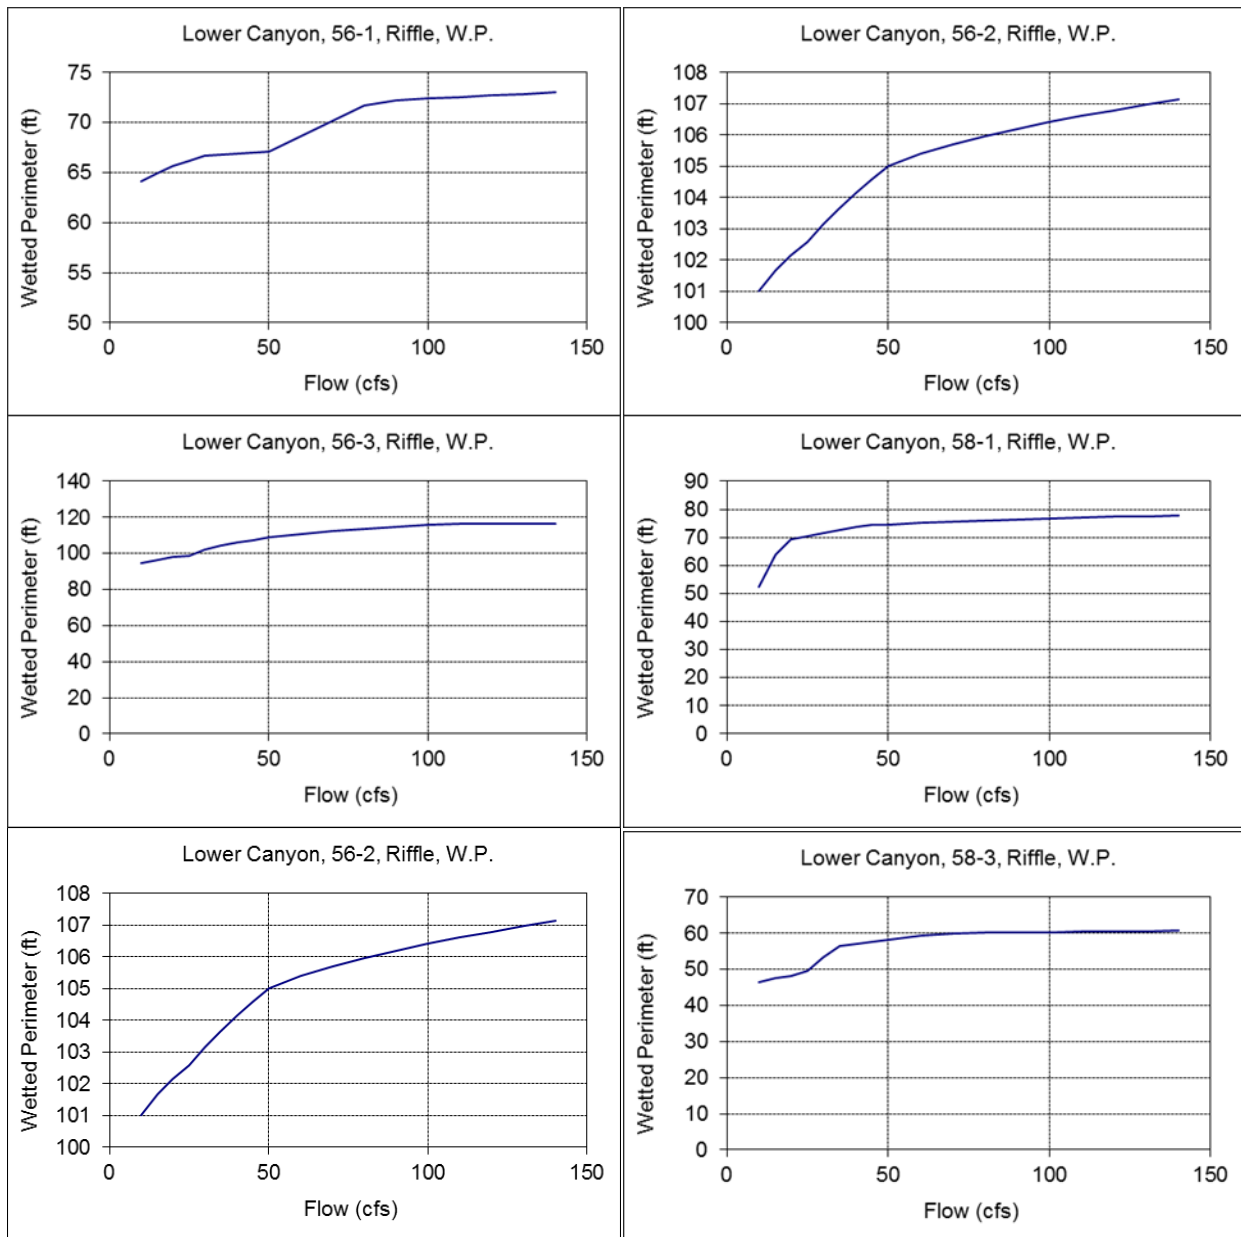 Lower Canyon, 56-1, Riffle, W.P.
Wetted Perimeter (ft)
75
70
65
60
55
50
0 50 100 150
Flow (cfs)
Lower Canyon, 56-2, Riffle, W.P.
Wetted Perimeter (ft)
108
107
106
105
104
103
102
101
100
0 50 100 150
Flow (cfs)
Lower Canyon, 56-3, Riffle, W.P.
Wetted Perimeter (ft)
140
120
100
80
60
40
20
0
0 50 100 150
Flow (cfs)
Lower Canyon, 58-1, Riffle, W.P.
Wetted Perimeter (ft)
90
80
70
60
50
40
30
20
10
0
0 50 100 150
Flow (cfs)
Lower Canyon, 56-2, Riffle, W.P.
Wetted Perimeter (ft)
108
107
106
105
104
103
102
101
100
0 50 100 150
Flow (cfs)
Lower Canyon, 58-3, Riffle, W.P.
Wetted Perimeter (ft)
70
60
50
40
30
20
10
0
0 50 100 150
Flow (cfs)